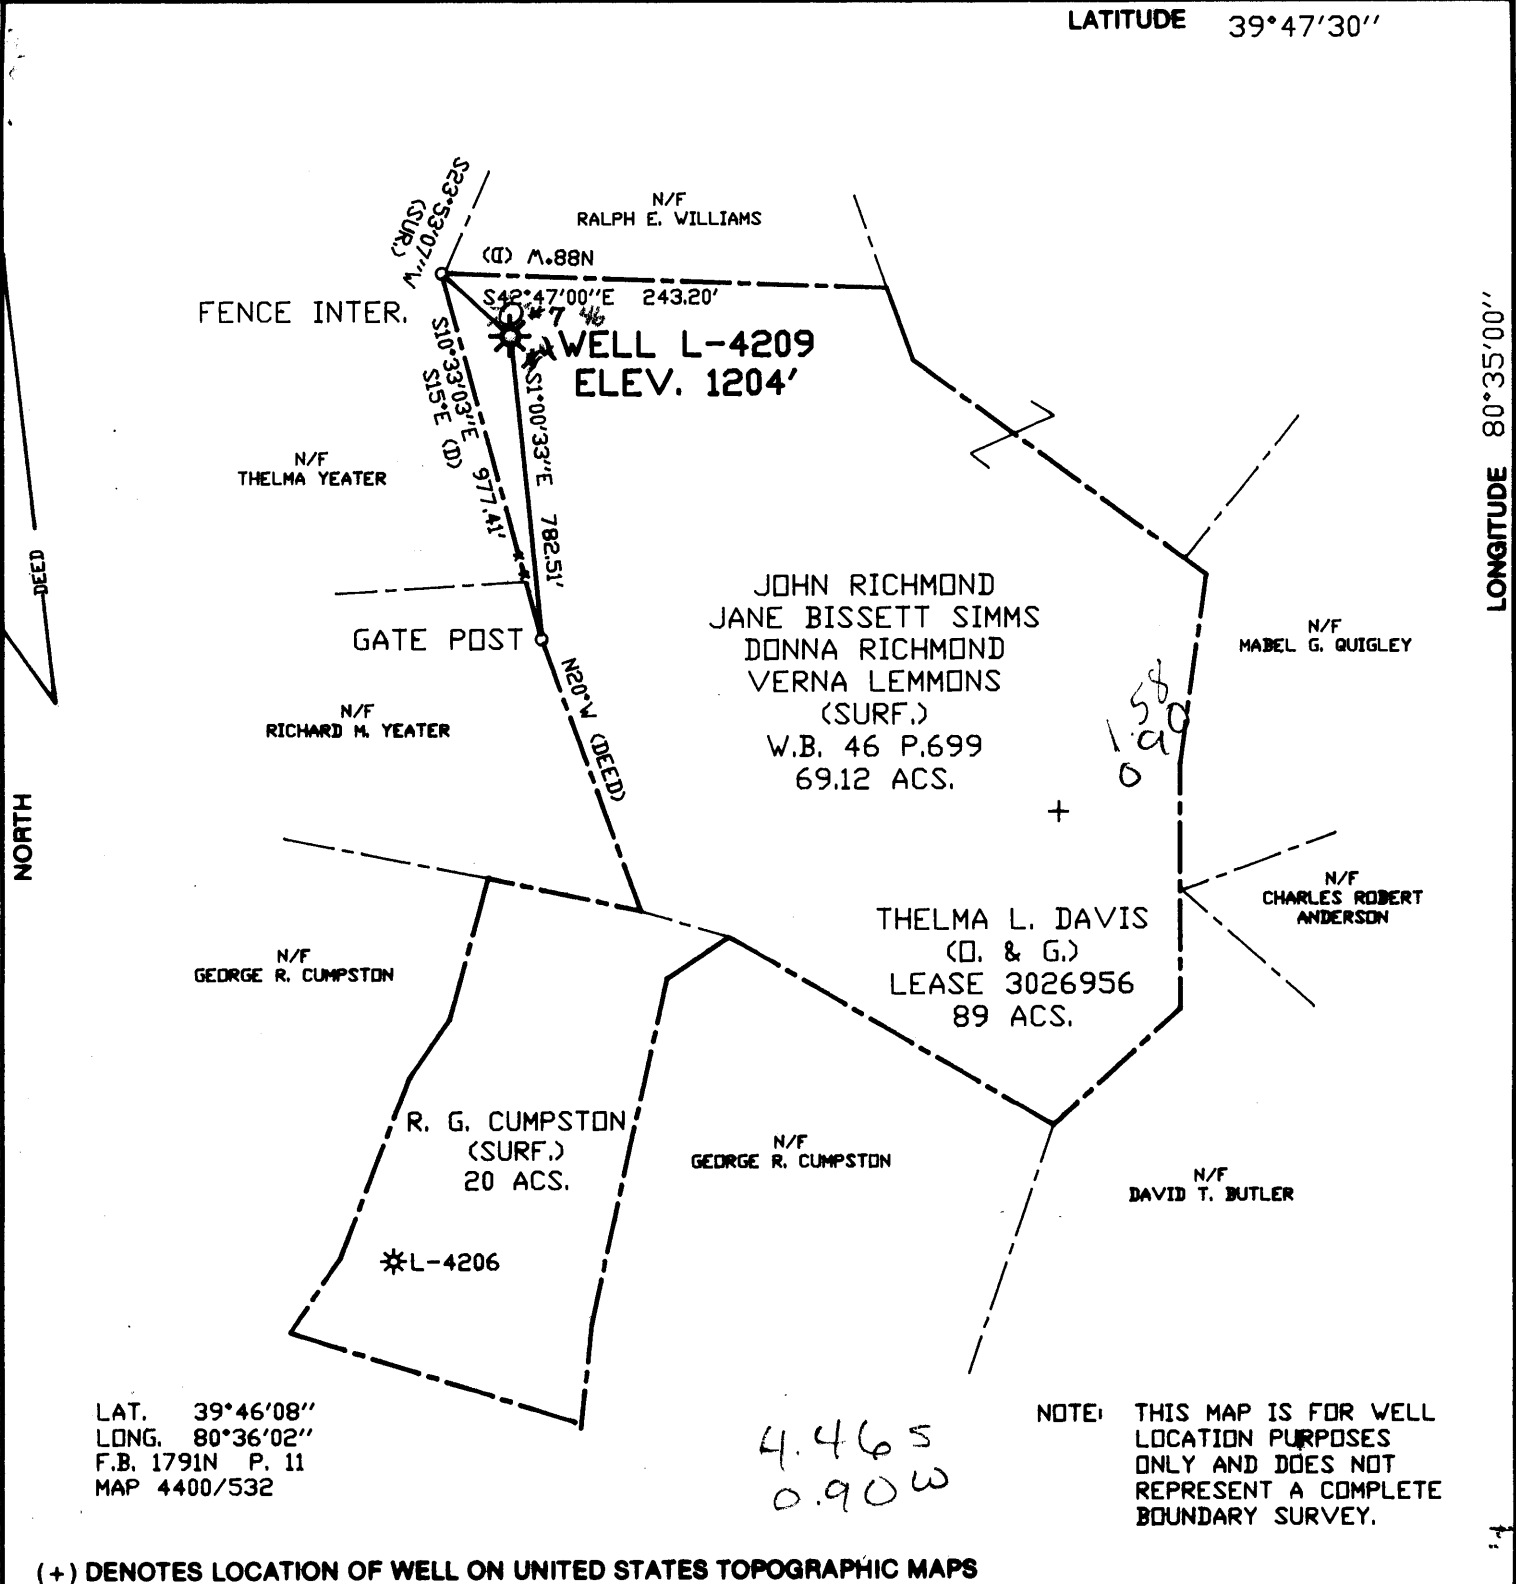 LATITUDE 39°47'30"
S23°53'07"W
(SUR.)
N/F
RALPH E. WILLIAMS
N88.W (D)
S42°47'00"E 243.20'
FENCE INTER.
#7
WELL L-4209
ELEV. 1204'
S10°33'03"E 977.41'
S15°E (D)
S1°00'33"E 782.51'
LONGITUDE 80°35'00"
N/F
THELMA YEATER
DEED
JOHN RICHMOND
JANE BISSETT SIMMS
DONNA RICHMOND
VERNA LEMMONS
(SURF.)
W.B. 46 P.699
69.12 ACS.
GATE POST
N/F
MABEL G. QUIGLEY
N/F
RICHARD M. YEATER
N20°W (DEED)
1.58
0.90
NORTH
+
N/F
CHARLES ROBERT
ANDERSON
THELMA L. DAVIS
(O. & G.)
LEASE 3026956
89 ACS.
N/F
GEORGE R. CUMPSTON
R. G. CUMPSTON
(SURF.)
20 ACS.
N/F
GEORGE R. CUMPSTON
N/F
DAVID T. BUTLER
L-4206
LAT. 39°46'08"
LONG. 80°36'02"
F.B. 1791N P. 11
MAP 4400/532
4.46 S
0.90 W
NOTE: THIS MAP IS FOR WELL
LOCATION PURPOSES
ONLY AND DOES NOT
REPRESENT A COMPLETE
BOUNDARY SURVEY.
(+) DENOTES LOCATION OF WELL ON UNITED STATES TOPOGRAPHIC MAPS